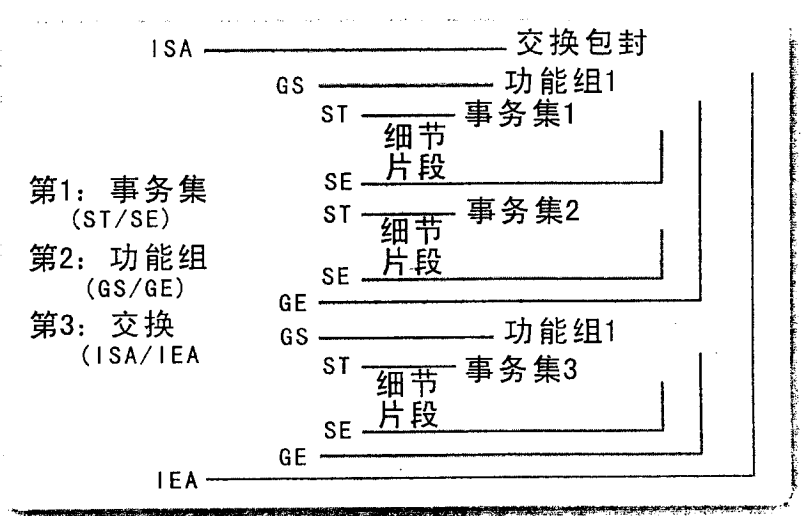 ISA 交换包封
GS 功能组1
ST 事务集1
细节
片段
SE
第1: 事务集
(ST/SE)
ST 事务集2
细节
片段
第2: 功能组
(GS/GE)
SE
GE
第3: 交换
(ISA/IEA
GS 功能组1
ST 事务集3
细节
片段
SE
GE
IEA